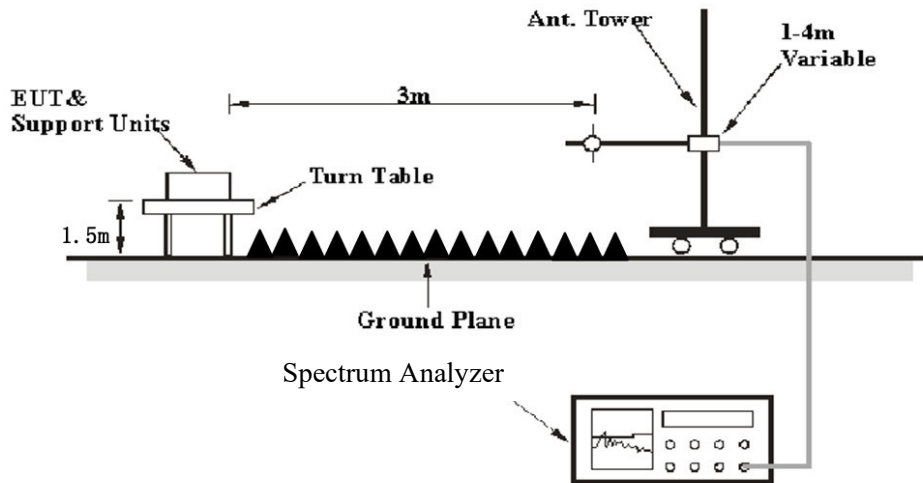 Ant. Tower
1-4m
Variable
EUT&
Support Units
3m
Turn Table
1.5m
Ground Plane
Spectrum Analyzer